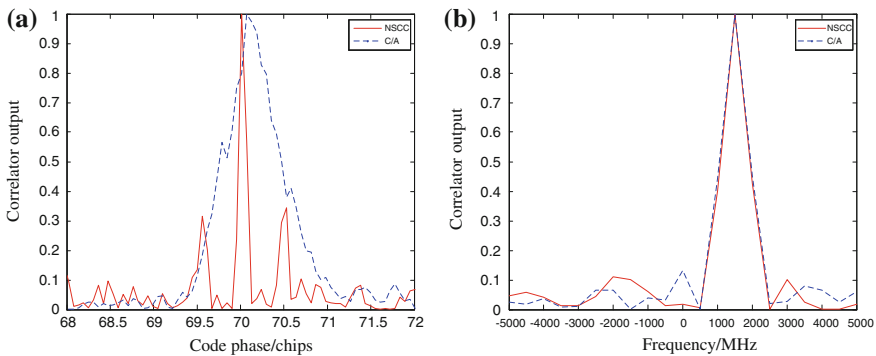 (a)
1
0.9
0.8
0.7
0.6
0.5
0.4
0.3
0.2
0.1
0
Correlator output
NSCC
C/A
68 68.5 69 69.5 70 70.5 71 71.5 72
Code phase/chips
(b)
1
0.9
0.8
0.7
0.6
0.5
0.4
0.3
0.2
0.1
0
Correlator output
NSCC
C/A
-5000 -4000 -3000 -2000 -1000 0 1000 2000 3000 4000 5000
Frequency/MHz